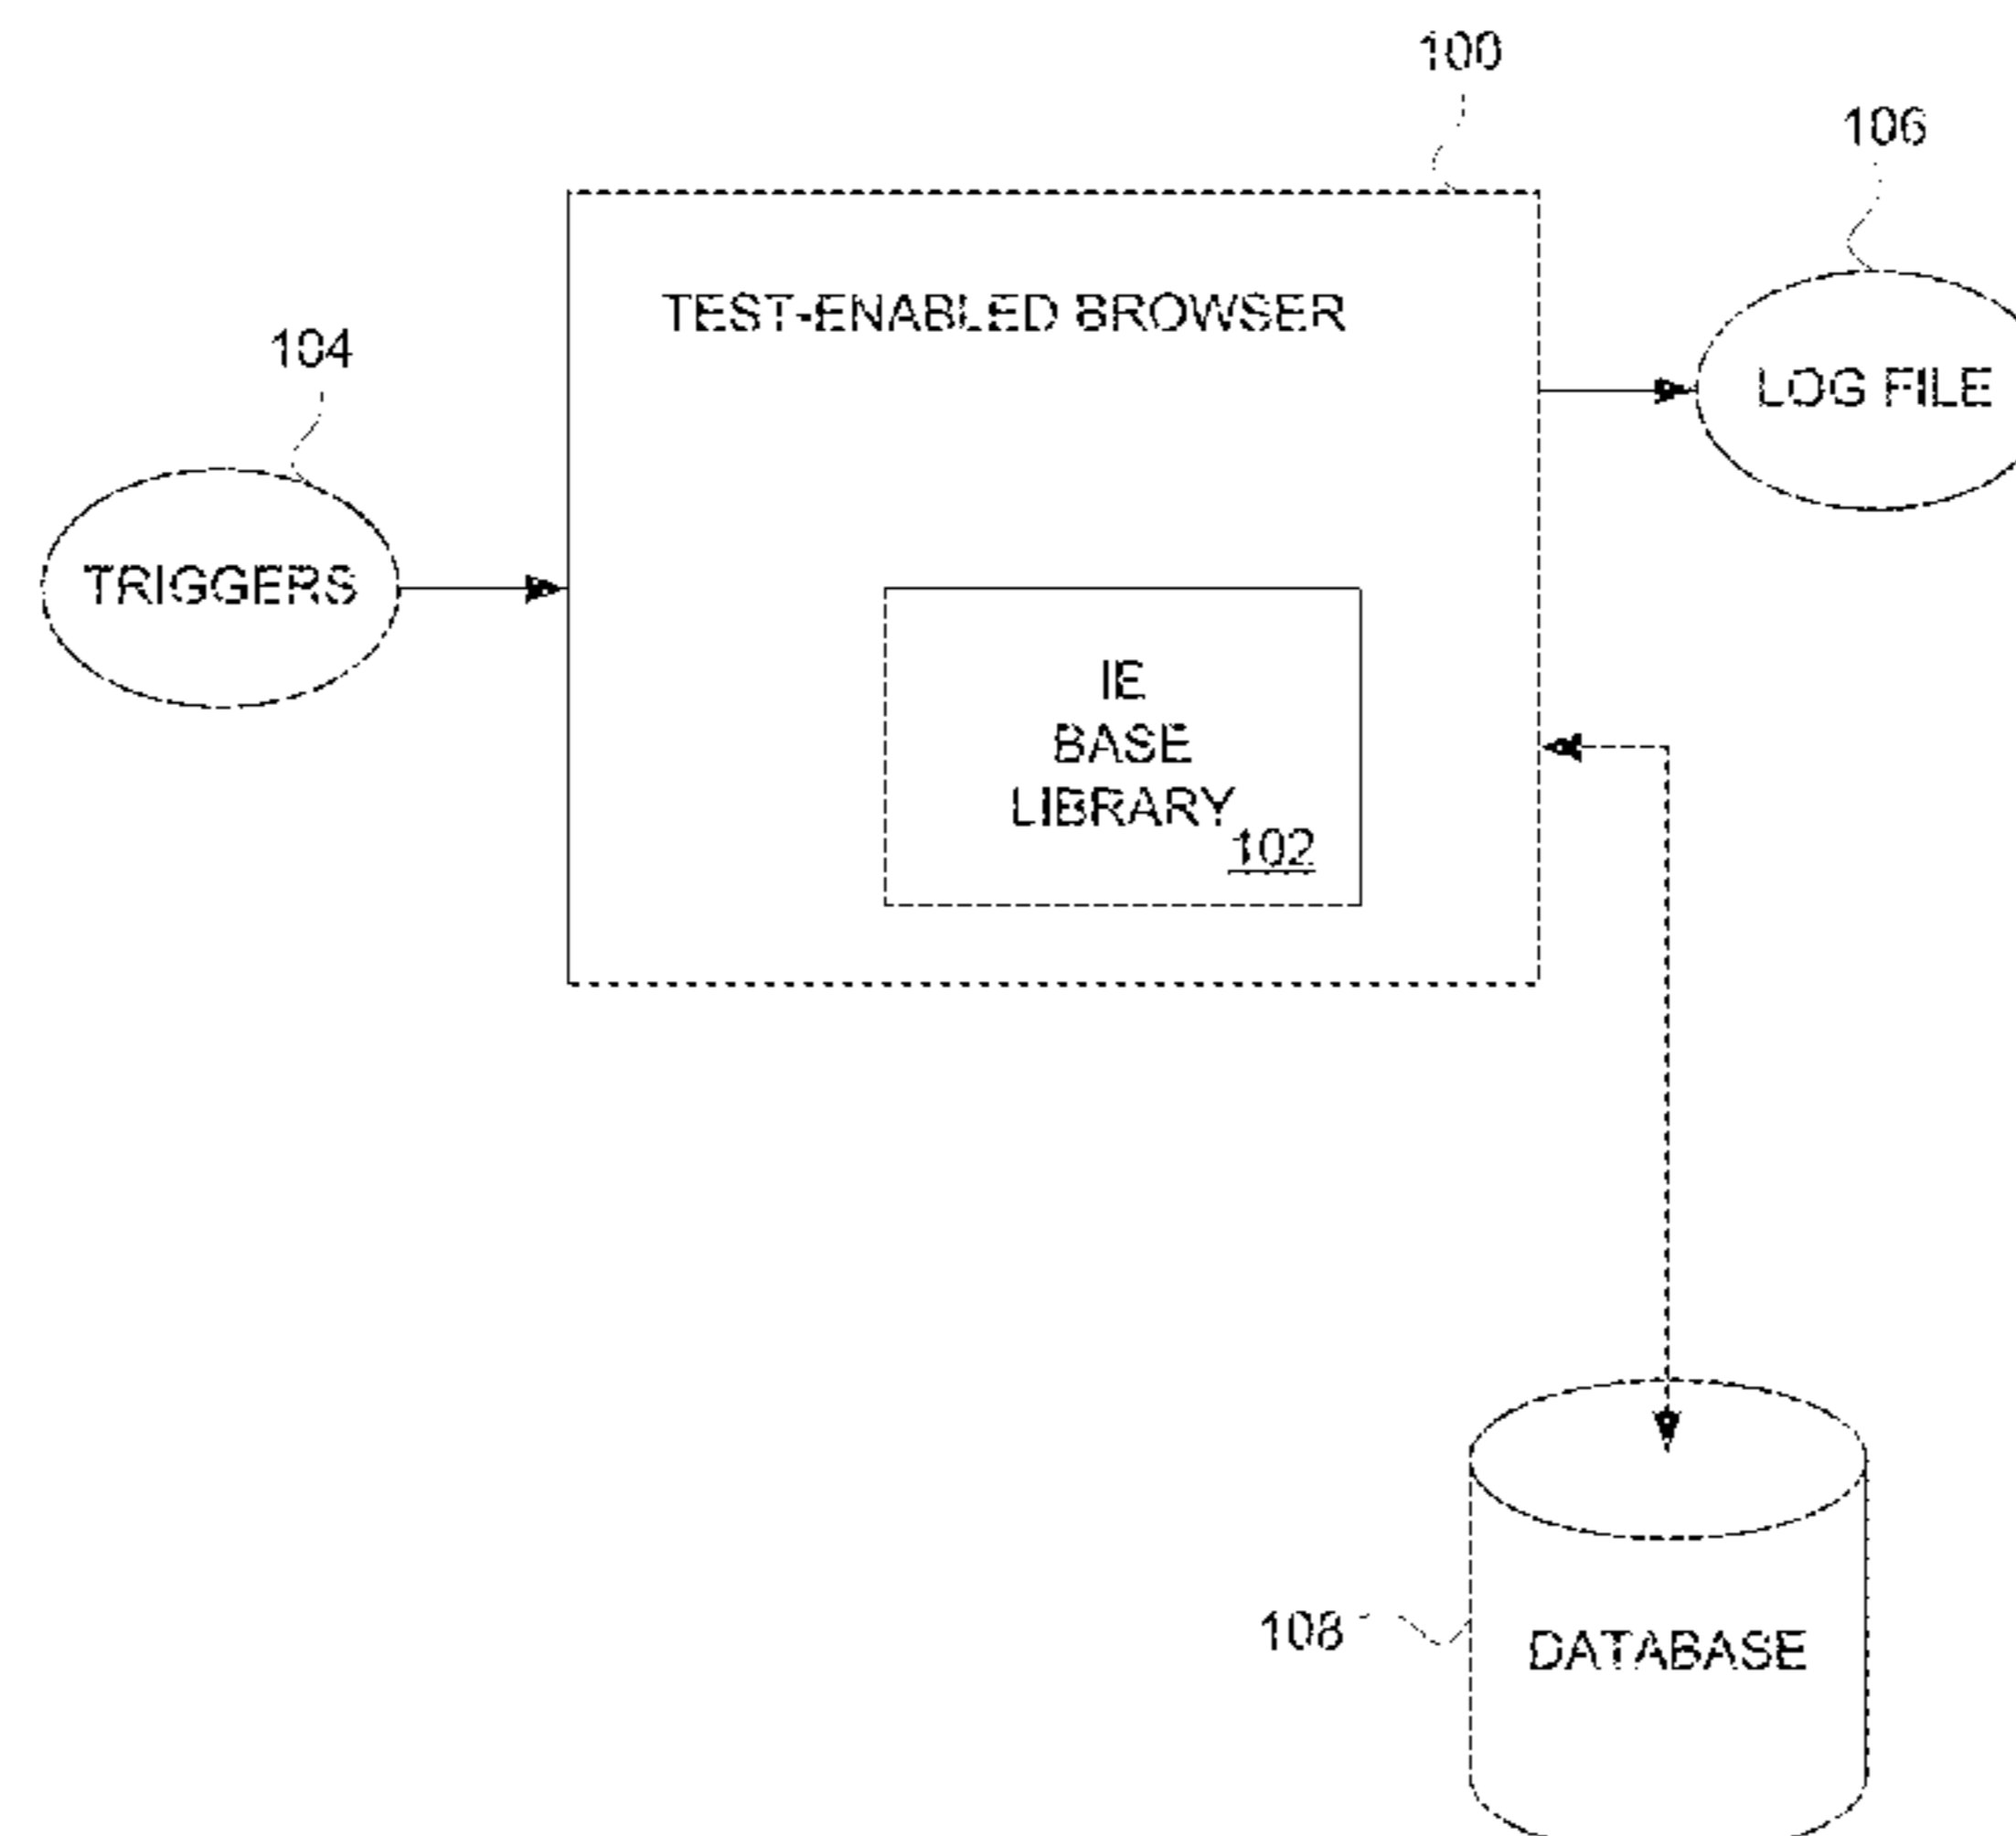 100
106
TEST-ENABLED BROWSER
104
LOG FILE
TRIGGERS
IE
BASE
LIBRARY
102
108
DATABASE